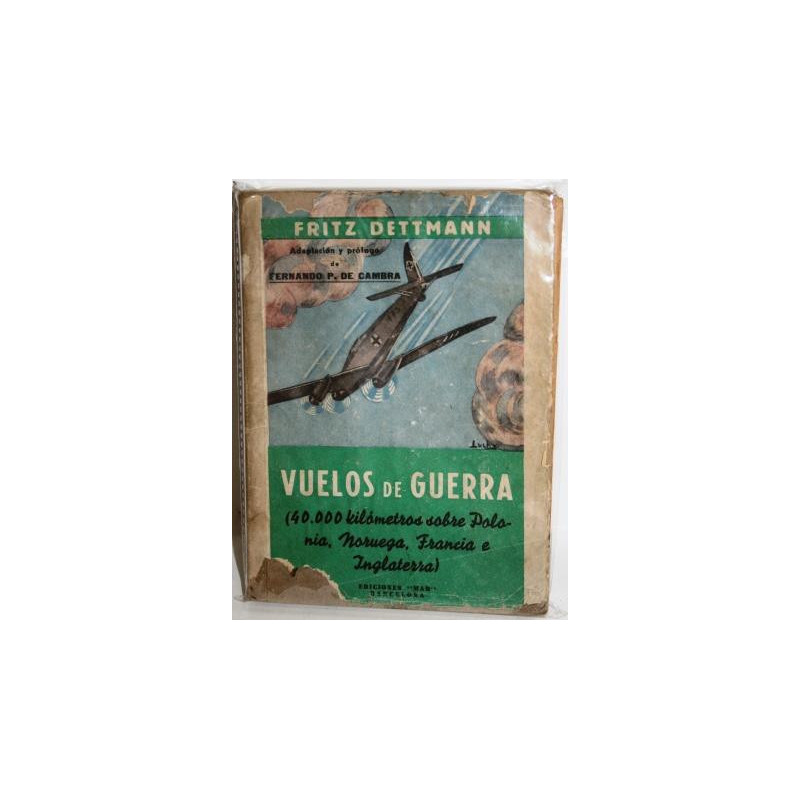 FRITZ DETTMANN
Adaptación y prólogo
de
FERNANDO P. DE CAMBRA
VUELOS DE GUERRA
(40.000 kilómetros sobre Polo-
nia, Noruega, Francia e
Inglaterra)
EDICIONES "MAR"
BARCELONA